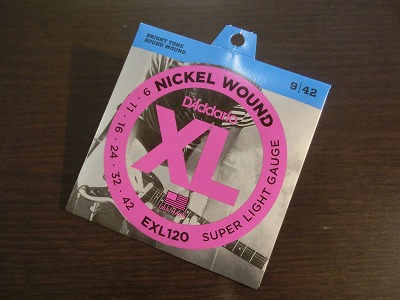 BRIGHT TONE
ROUND WOUND
9/42
NICKEL WOUND
D'Addario
XL
9 · 11 · 16 · 24 · 32 · 42
EXL120
SUPER LIGHT GAUGE